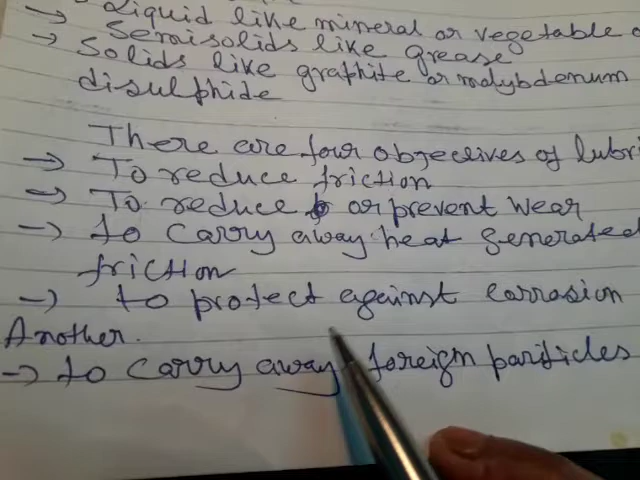 → Liquid like mineral or vegetable
→ Semisolids like grease
→ Solids like graphite or molybdenum
disulphide
There are four objectives of
→ To reduce friction
→ To reduce or prevent wear
→ to carry away heat generated
friction
→ to protect against corrosion
Another.
→ to carry away foreign particles